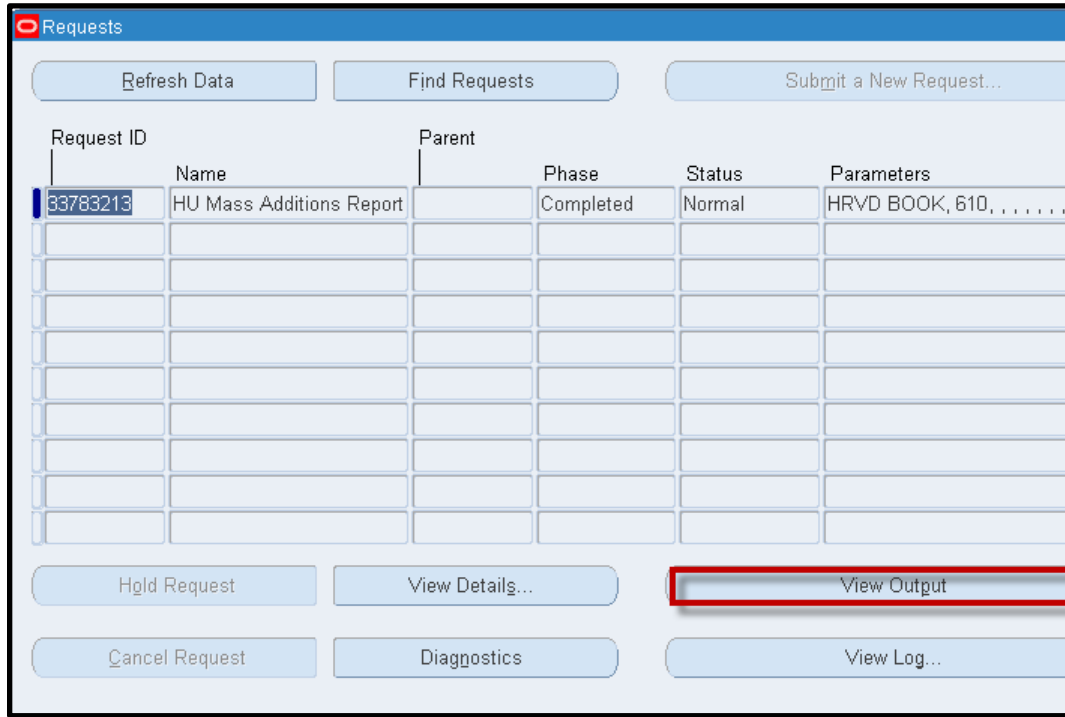 Requests
Refresh Data Find Requests Submit a New Request...
Request ID Parent
Name Phase Status Parameters
33783213 HU Mass Additions Report Completed Normal HRVD BOOK, 610, , , , , , ,
Hold Request View Details... View Output
Cancel Request Diagnostics View Log...